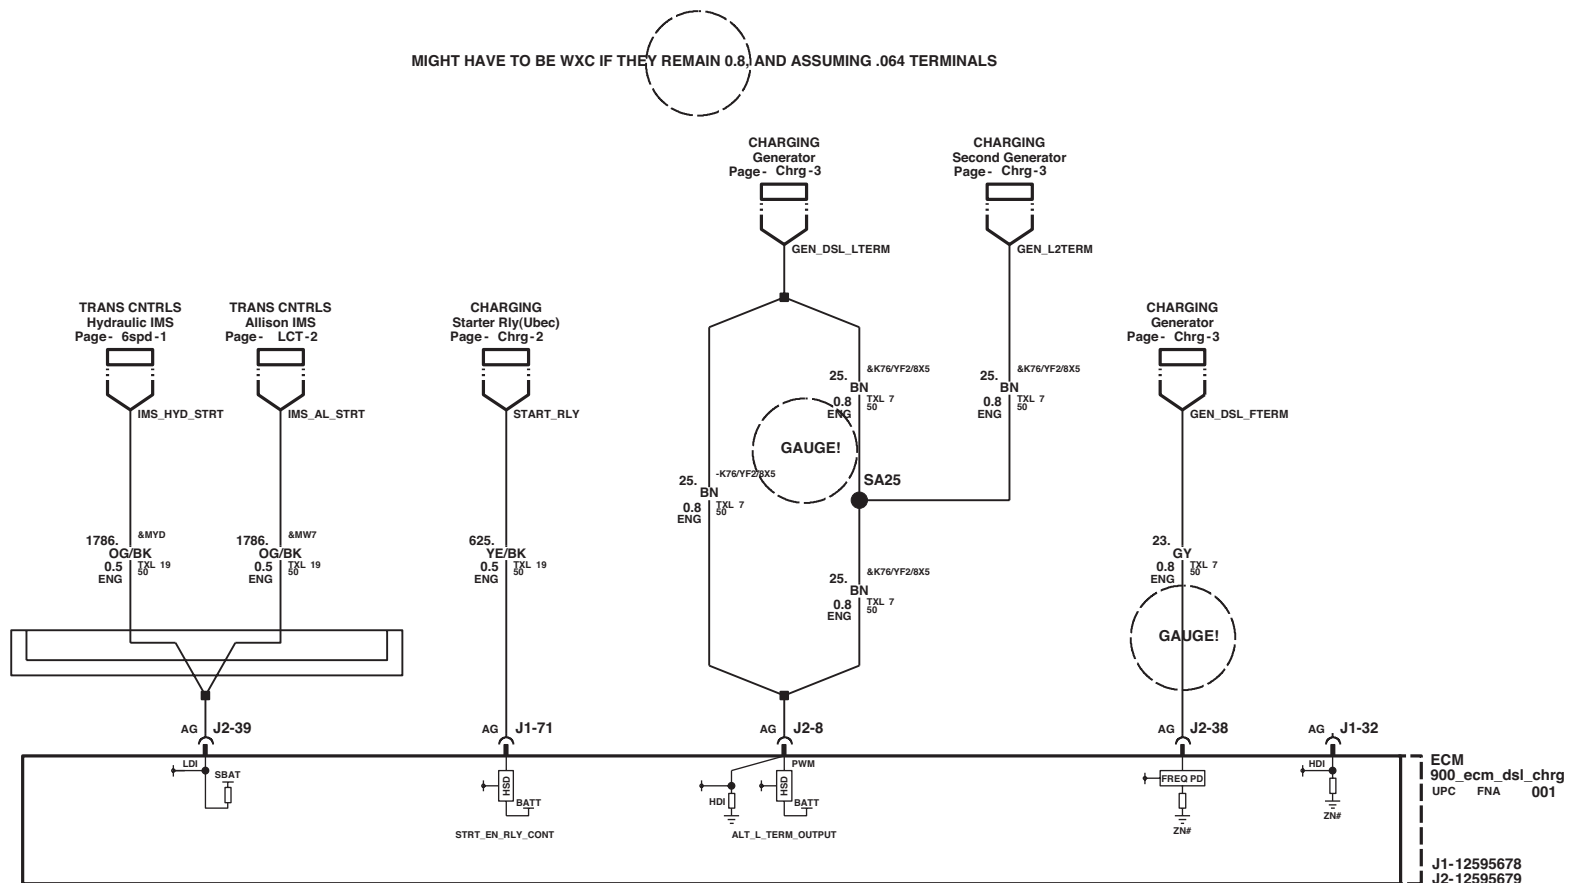 MIGHT HAVE TO BE WXC IF THEY REMAIN 0.8, AND ASSUMING .064 TERMINALS
CHARGING
Generator
Page- Chrg-3
GEN_DSL_LTERM
CHARGING
Second Generator
Page- Chrg-3
GEN_L2TERM
TRANS CNTRLS
Hydraulic IMS
Page- 6spd-1
IMS_HYD_STRT
TRANS CNTRLS
Allison IMS
Page- LCT-2
IMS_AL_STRT
CHARGING
Starter Rly(Ubec)
Page- Chrg-2
START_RLY
CHARGING
Generator
Page- Chrg-3
GEN_DSL_FTERM
25. &K76/YF2/8X5
BN
0.8 TXL 7
ENG 50
25. &K76/YF2/8X5
BN
0.8 TXL 7
ENG 50
GAUGE!
SA25
25. -K76/YF2/8X5
BN
0.8 TXL 7
ENG 50
1786. &MYD
OG/BK
0.5 TXL 19
ENG 50
1786. &MW7
OG/BK
0.5 TXL 19
ENG 50
625.
YE/BK
0.5 TXL 19
ENG 50
25. &K76/YF2/8X5
BN
0.8 TXL 7
ENG 50
23.
GY
0.8 TXL 7
ENG 50
GAUGE!
AG J2-39
AG J1-71
AG J2-8
AG J2-38
AG J1-32
LDI
SBAT
HSD
BATT
STRT_EN_RLY_CONT
PWM
HDI
HSD
BATT
ALT_L_TERM_OUTPUT
FREQ PD
ZN#
HDI
ZN#
ECM
900_ecm_dsl_chrg
UPC FNA 001
J1-12595678
J2-12595679